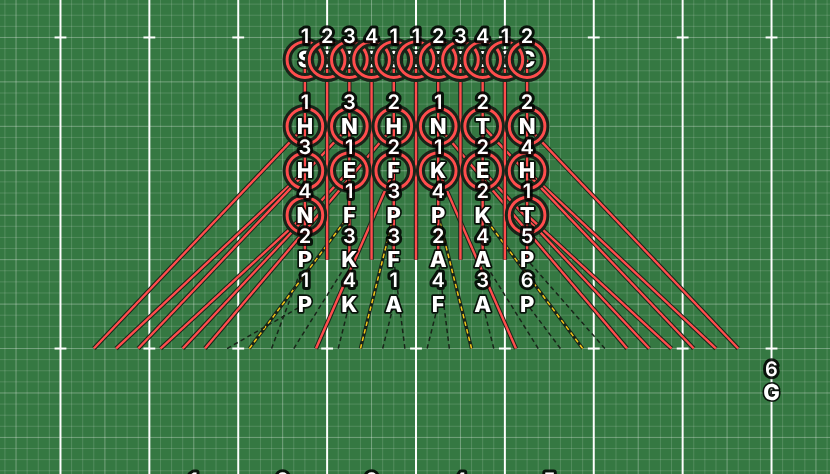 1 2 3 4 1 1 2 3 4 1 2
S C
1 3 2 1 2 2
H N H N T N
3 1 2 1 2 4
H E F K E H
4 1 3 4 2 1
N F P P K T
2 3 3 2 4 5
P K F A A P
1 4 1 4 3 6
P K A F A P
6
G